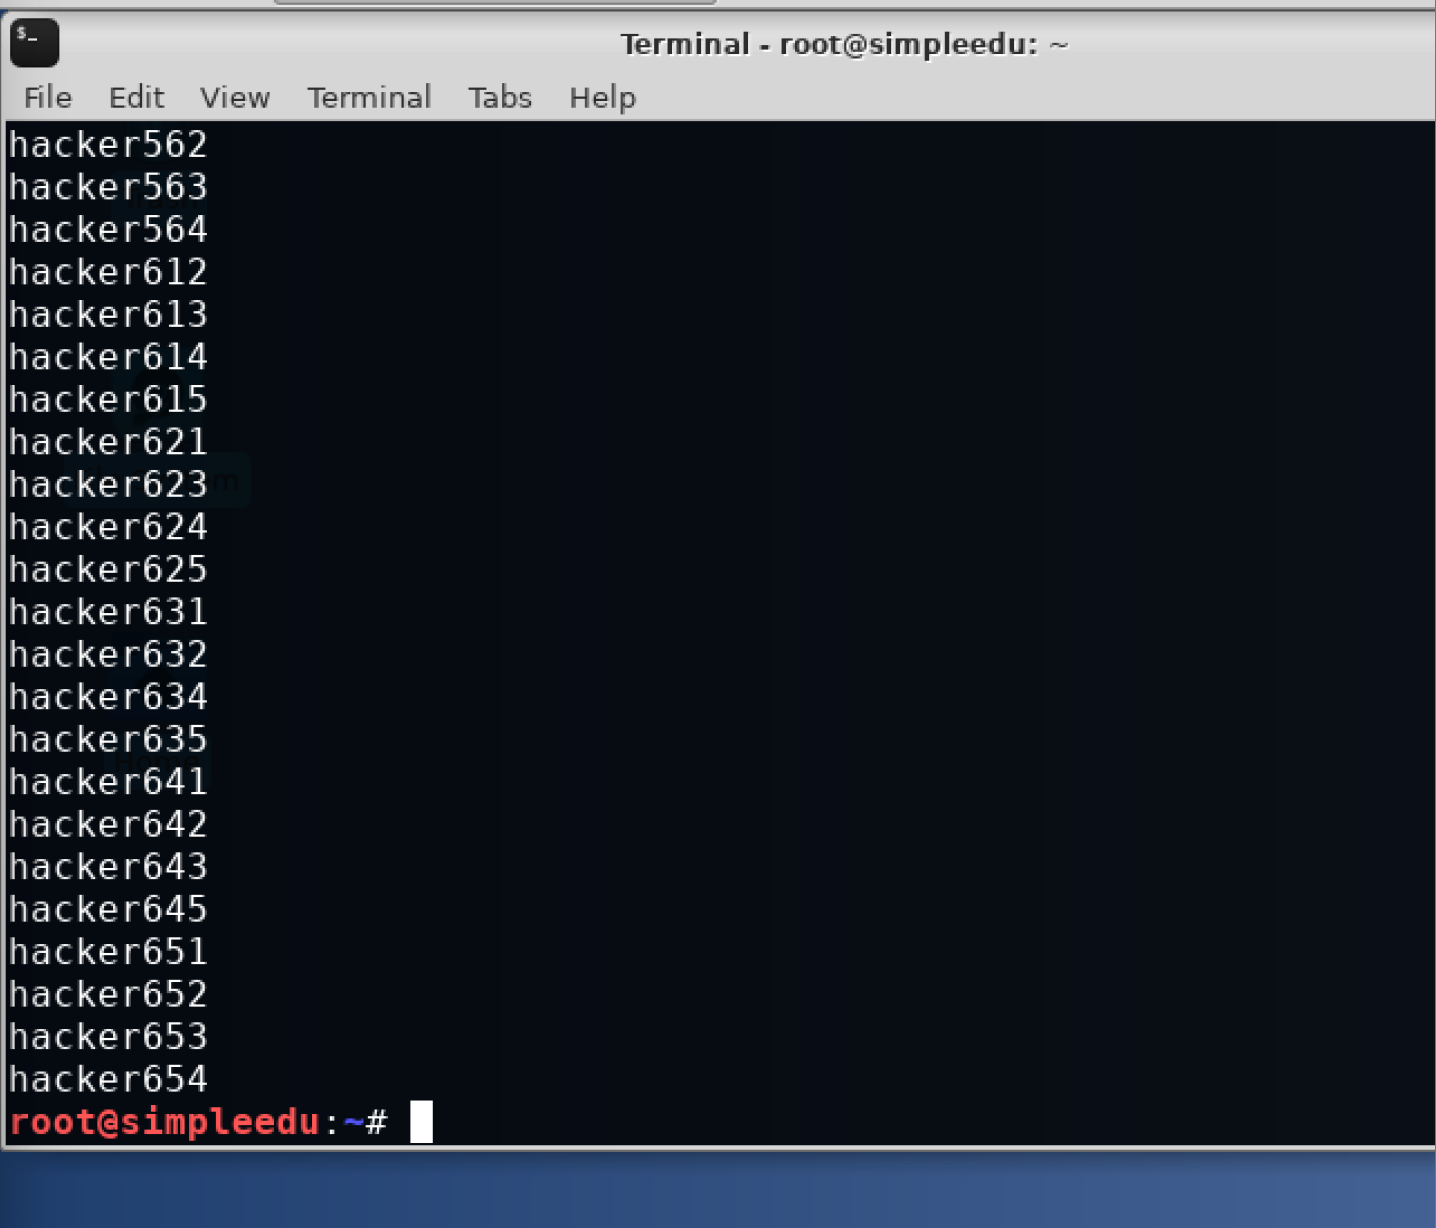 $_
Terminal - root@simpleedu: ~
File Edit View Terminal Tabs Help
hacker562
hacker563
hacker564
hacker612
hacker613
hacker614
hacker615
hacker621
hacker623
hacker624
hacker625
hacker631
hacker632
hacker634
hacker635
Home
hacker641
hacker642
hacker643
hacker645
hacker651
hacker652
hacker653
hacker654
root@simpleedu:~#